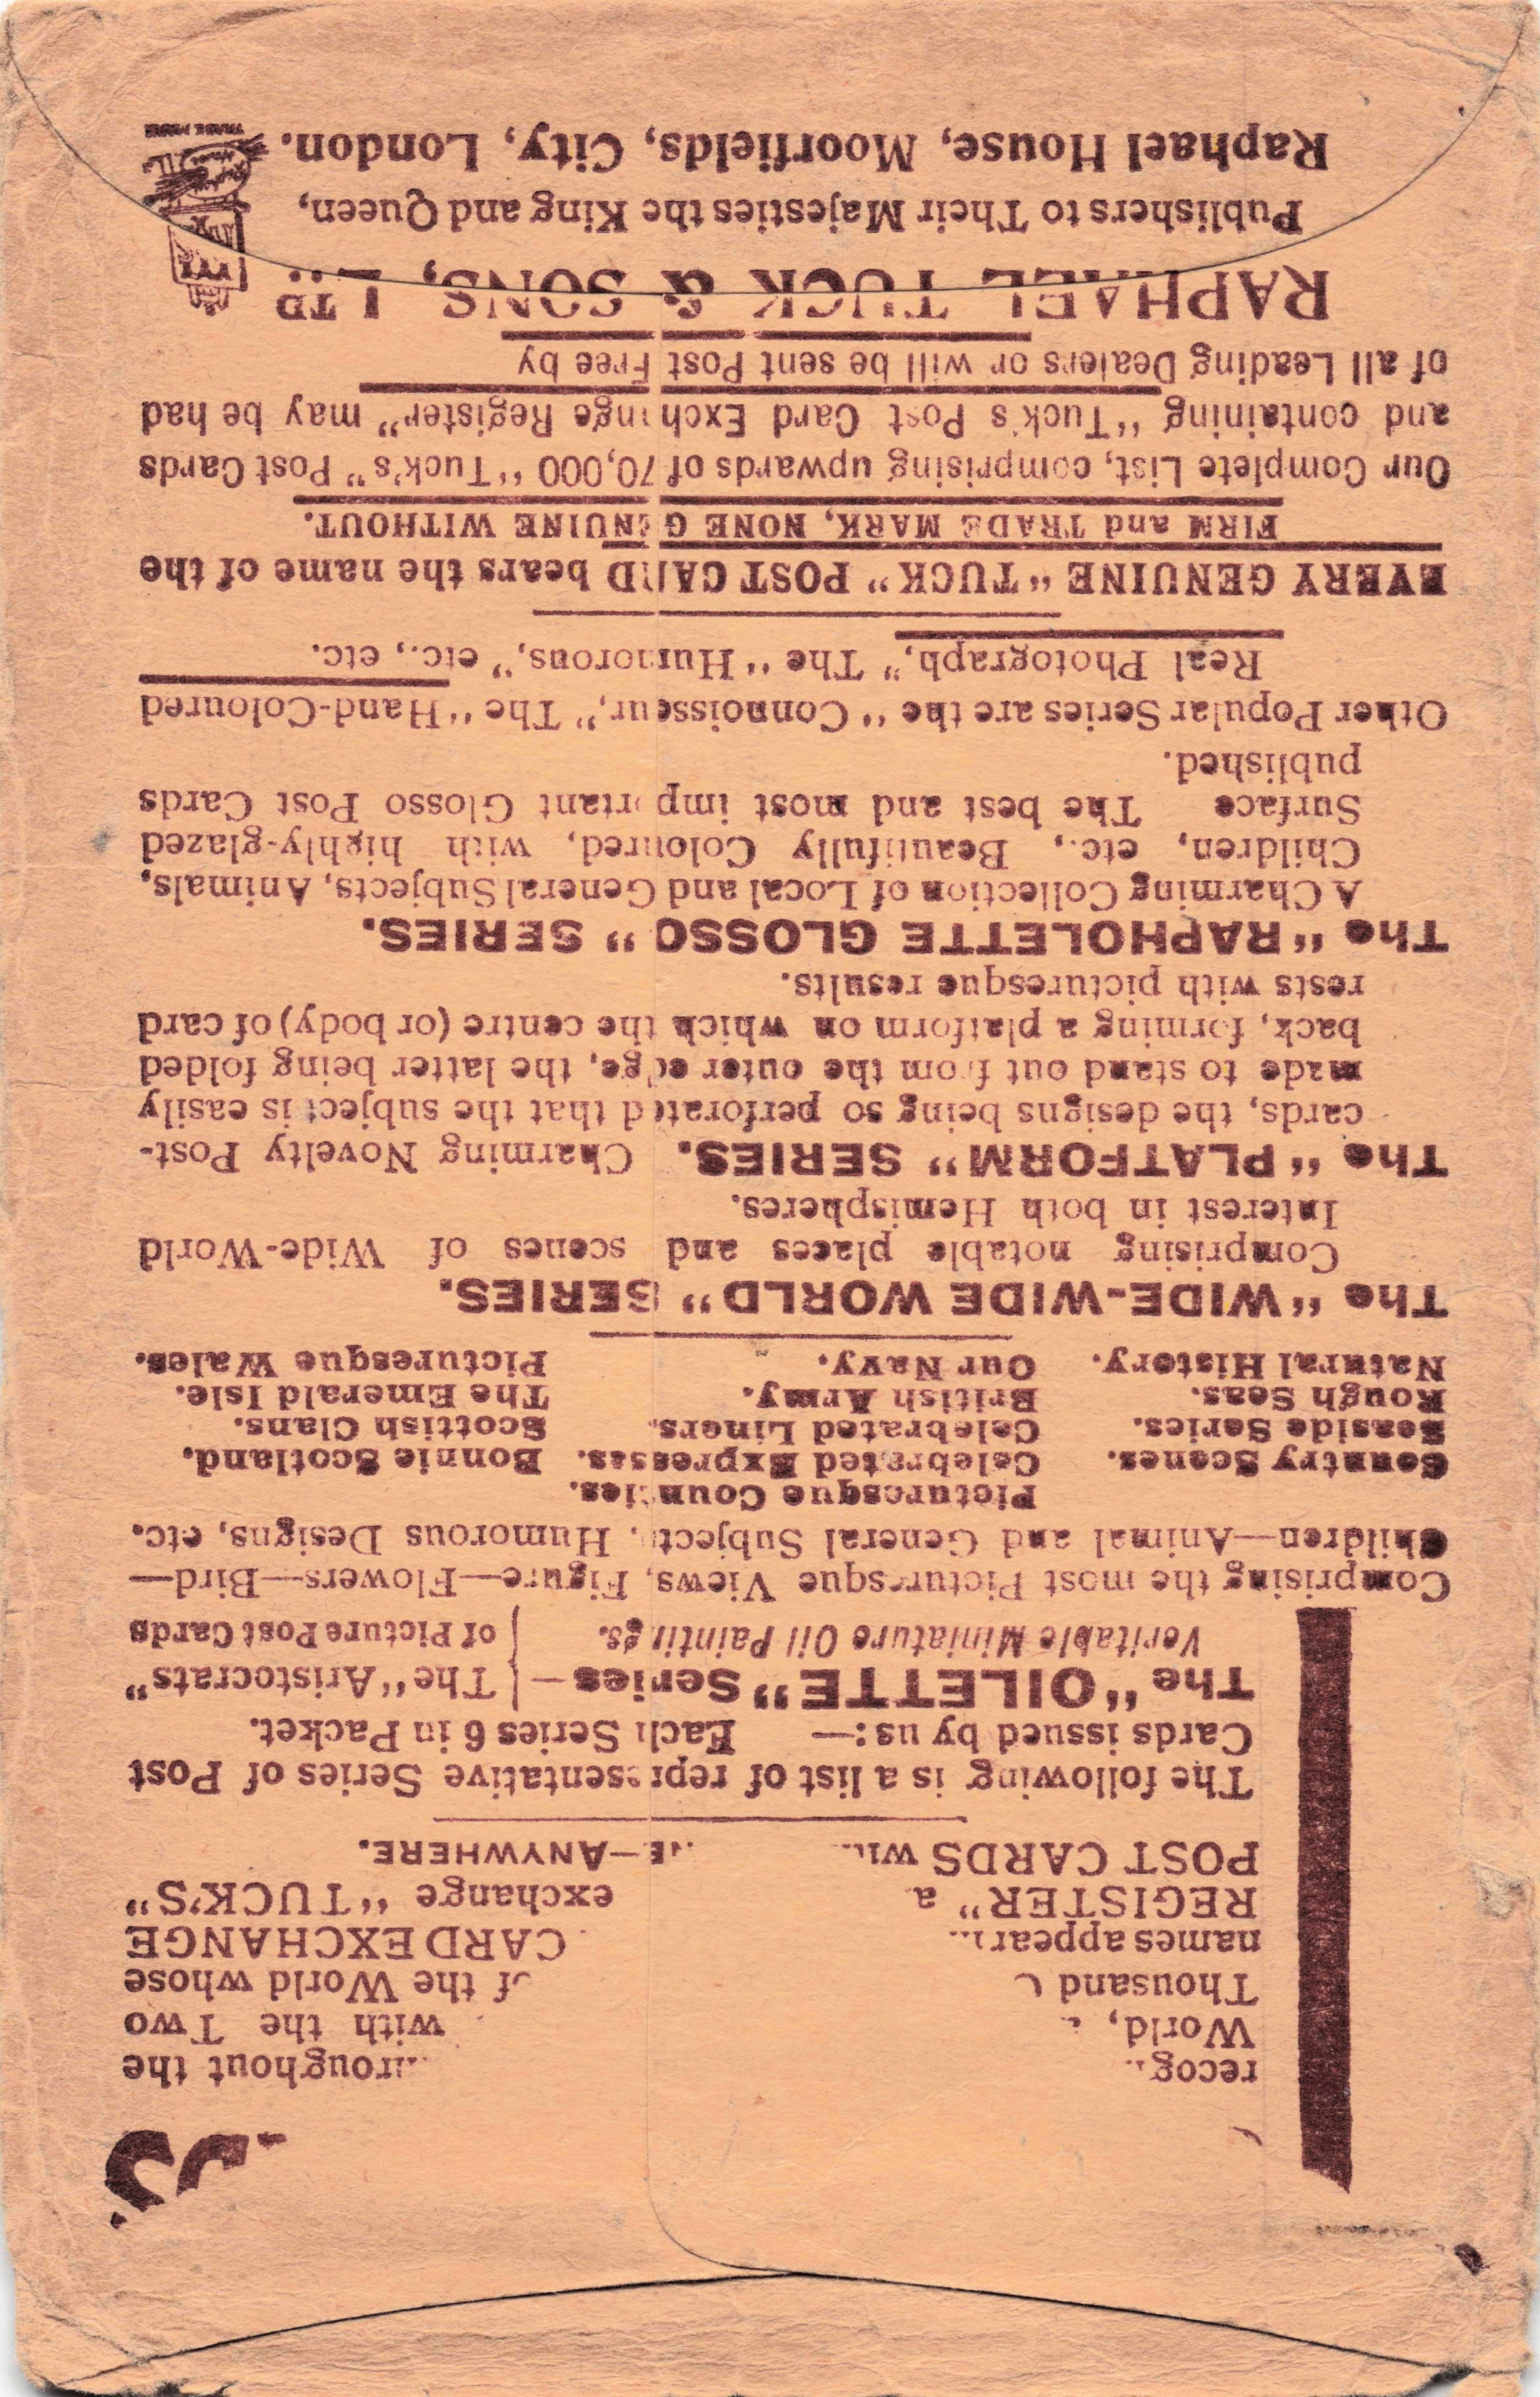 DS
recog
roughout the
World,
with the Two
Thousand
of the World whose
names appeari
CARD EXCHANGE
REGISTER" a
exchange "TUCK'S"
POST CARDS wit
NE—ANYWHERE.
The following is a list of representative Series of Post
Cards issued by us:— Each Series 6 in Packet.
The "OILETTE" Series — { The "Aristocrats"
Veritable Miniature Oil Paintings. of Picture Post Cards
Comprising the most Picturesque Views, Figure—Flowers—Bird—
Children—Animal and General Subjects. Humorous Designs, etc.
Picturesque Counties.
Country Scenes. Celebrated Expresses. Bonnie Scotland.
Seaside Series. Celebrated Liners. Scottish Clans.
Rough Seas. British Army. The Emerald Isle.
Natural History. Our Navy. Picturesque Wales.
The "WIDE-WIDE WORLD" SERIES.
Comprising notable places and scenes of Wide-World
Interest in both Hemispheres.
The "PLATFORM" SERIES. Charming Novelty Post-
cards, the designs being so perforated that the subject is easily
made to stand out from the outer edge, the latter being folded
back, forming a platform on which the centre (or body) of card
rests with picturesque results.
The "RAPHOLETTE GLOSSO" SERIES.
A Charming Collection of Local and General Subjects, Animals,
Children, etc., Beautifully Coloured, with highly-glazed
Surface The best and most important Glosso Post Cards
published.
Other Popular Series are the "Connoisseur," The "Hand-Coloured
Real Photograph," The "Humorous," etc., etc.
EVERY GENUINE "TUCK" POST CARD bears the name of the
FIRM and TRADE MARK, NONE GENUINE WITHOUT.
Our Complete List, comprising upwards of 70,000 "Tuck's" Post Cards
and containing "Tuck's Post Card Exchange Register" may be had
of all Leading Dealers or will be sent Post Free by
RAPHAEL TUCK & SONS, LTD.
Publishers to Their Majesties the King and Queen,
Raphael House, Moorfields, City, London.
TRADE MARK